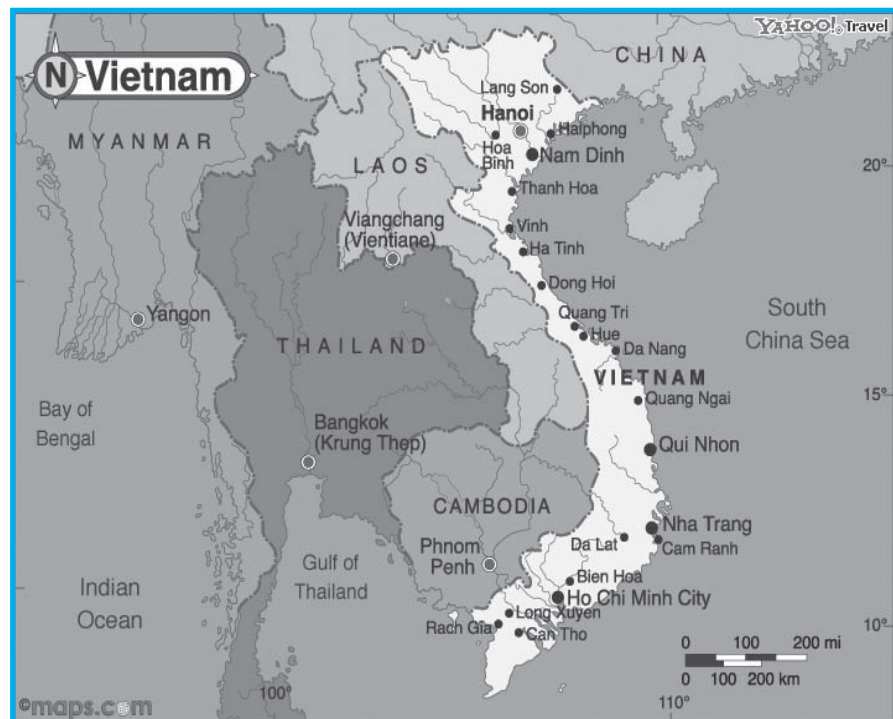 YAHOO! Travel
N Vietnam
CHINA
MYANMAR
LAOS
Lang Son
Hanoi
Haiphong
Hoa
Binh
Nam Dinh
20°
Thanh Hoa
Viangchang
(Vientiane)
Vinh
Ha Tinh
Dong Hoi
Yangon
Quang Tri
Hue
South
China Sea
THAILAND
Da Nang
VIETNAM
Bay of
Bengal
Quang Ngai
15°
Bangkok
(Krung Thep)
Qui Nhon
CAMBODIA
Nha Trang
Da Lat
Cam Ranh
Phnom
Penh
Gulf of
Thailand
Bien Hoa
Indian
Ocean
Ho Chi Minh City
Long Xuyen
Rach Gia
Can Tho
10°
0 100 200 mi
0 100 200 km
©maps.com
100°
110°